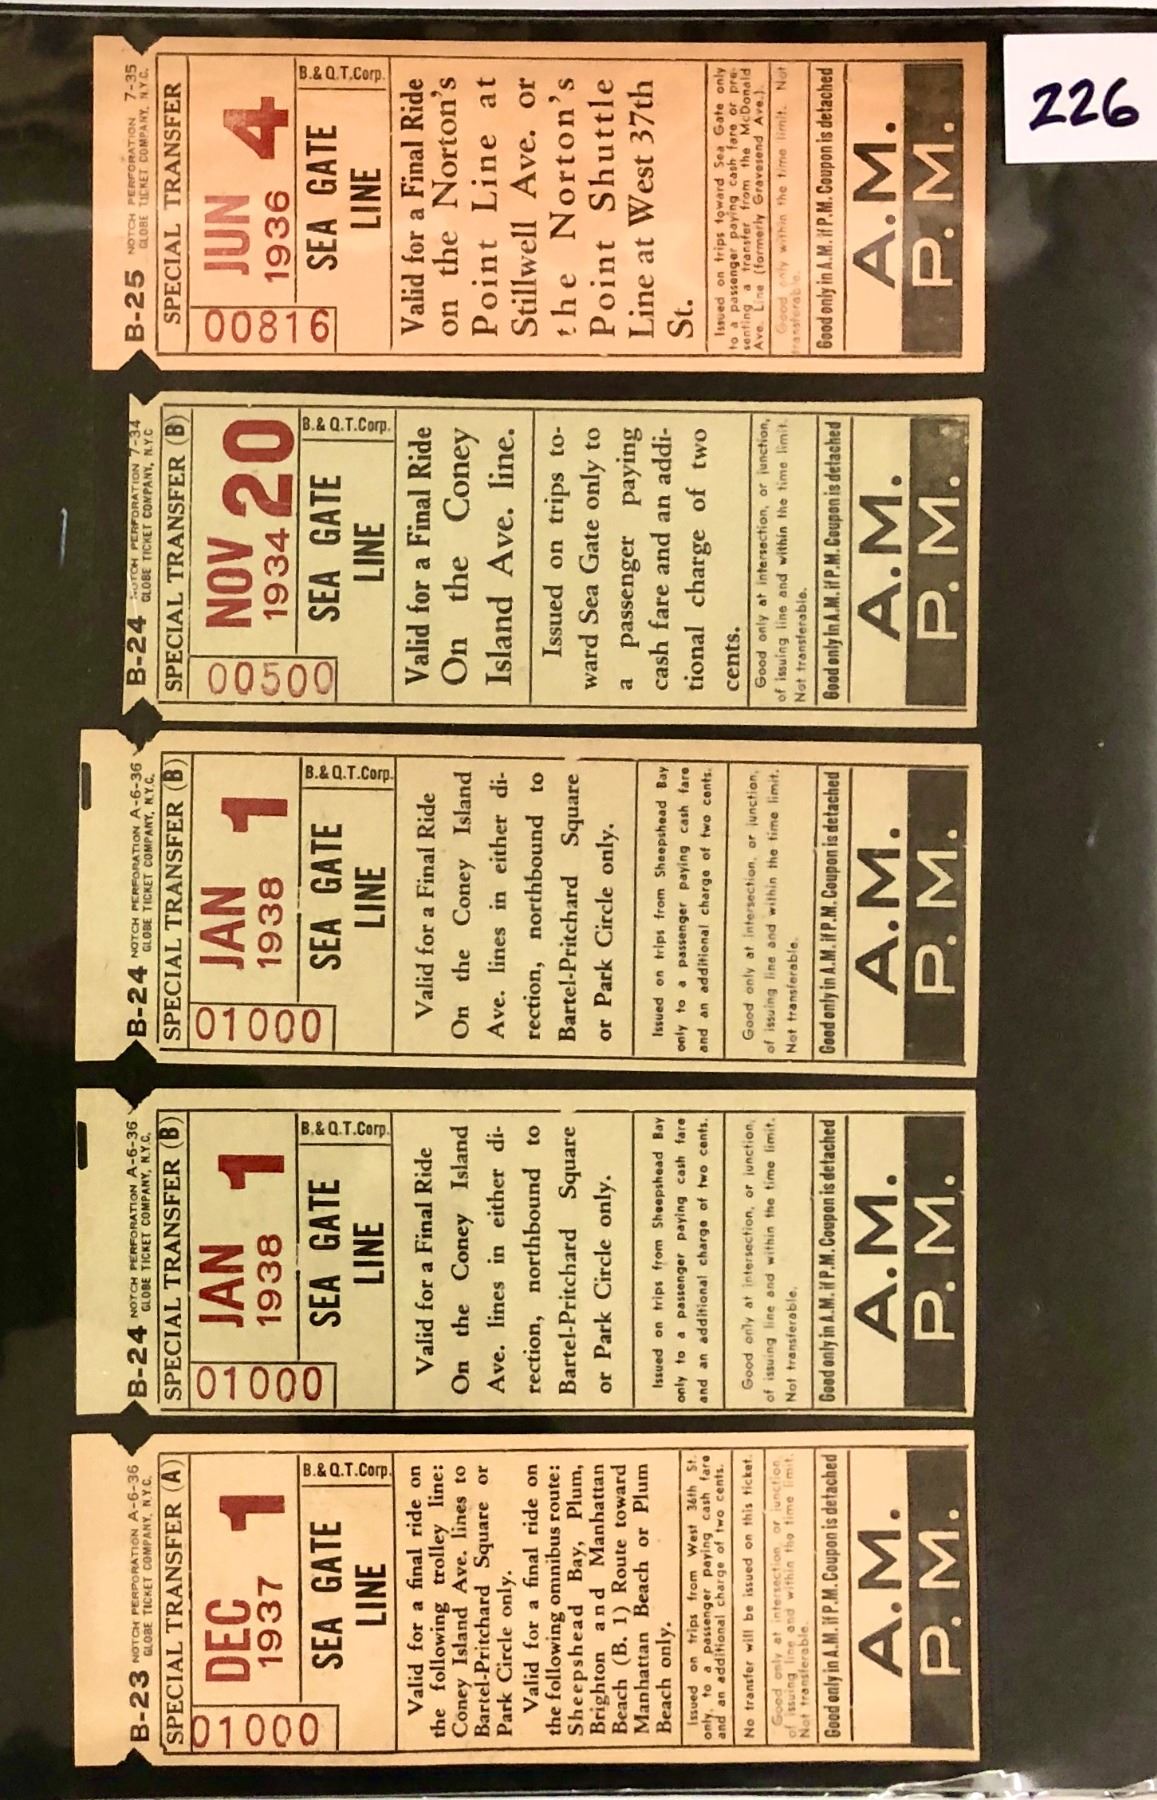 226
B-25 NOTCH PERFORATION 7-35
GLOBE TICKET COMPANY, N.Y.C.
SPECIAL TRANSFER
00816
JUN 4
1936
B. & Q.T. Corp.
SEA GATE
LINE
Valid for a Final Ride
on the Norton's
Point Line at
Stillwell Ave. or
the Norton's
Point Shuttle
Line at West 37th
St.
Issued on trips toward Sea Gate only
to a passenger paying cash fare or pre-
senting a transfer from the McDonald
Ave. Line (formerly Gravesend Ave.).
Good only within the time limit. Not
transferable.
Good only in A.M. if P.M. Coupon is detached
A.M.
P.M.
B-24 NOTCH PERFORATION 7-34
GLOBE TICKET COMPANY, N.Y.C
SPECIAL TRANSFER (B)
00500
NOV 20
1934
B. & Q.T. Corp.
SEA GATE
LINE
Valid for a Final Ride
On the Coney
Island Ave. line.
Issued on trips to-
ward Sea Gate only to
a passenger paying
cash fare and an addi-
tional charge of two
cents.
Good only at intersection, or junction,
of issuing line and within the time limit.
Not transferable.
Good only in A.M. if P.M. Coupon is detached
A.M.
P.M.
B-24 NOTCH PERFORATION A-6-36
GLOBE TICKET COMPANY, N.Y.C.
SPECIAL TRANSFER (B)
01000
JAN 1
1938
B. & Q.T. Corp.
SEA GATE
LINE
Valid for a Final Ride
On the Coney Island
Ave. lines in either di-
rection, northbound to
Bartel-Pritchard Square
or Park Circle only.
Issued on trips from Sheepshead Bay
only to a passenger paying cash fare
and an additional charge of two cents.
Good only at intersection, or junction,
of issuing line and within the time limit.
Not transferable.
Good only in A.M. if P.M. Coupon is detached
A.M.
P.M.
B-24 NOTCH PERFORATION A-6-36
GLOBE TICKET COMPANY, N.Y.C.
SPECIAL TRANSFER (B)
01000
JAN 1
1938
B. & Q.T. Corp.
SEA GATE
LINE
Valid for a Final Ride
On the Coney Island
Ave. lines in either di-
rection, northbound to
Bartel-Pritchard Square
or Park Circle only.
Issued on trips from Sheepshead Bay
only to a passenger paying cash fare
and an additional charge of two cents.
Good only at intersection, or junction,
of issuing line and within the time limit.
Not transferable.
Good only in A.M. if P.M. Coupon is detached
A.M.
P.M.
B-23 NOTCH PERFORATION A-6-36
GLOBE TICKET COMPANY, N.Y.C.
SPECIAL TRANSFER (A)
01000
DEC 1
1937
B. & Q.T. Corp.
SEA GATE
LINE
Valid for a final ride on
the following trolley line:
Coney Island Ave. lines to
Bartel-Pritchard Square or
Park Circle only.
Valid for a final ride on
the following omnibus route:
Sheepshead Bay, Plum,
Brighton and Manhattan
Beach (B. 1) Route toward
Manhattan Beach or Plum
Beach only.
Issued on trips from West 36th St.
only, to a passenger paying cash fare
and an additional charge of two cents.
No transfer will be issued on this ticket.
Good only at intersection, or junction
of issuing line and within the time limit.
Not transferable.
Good only in A.M. if P.M. Coupon is detached
A.M.
P.M.